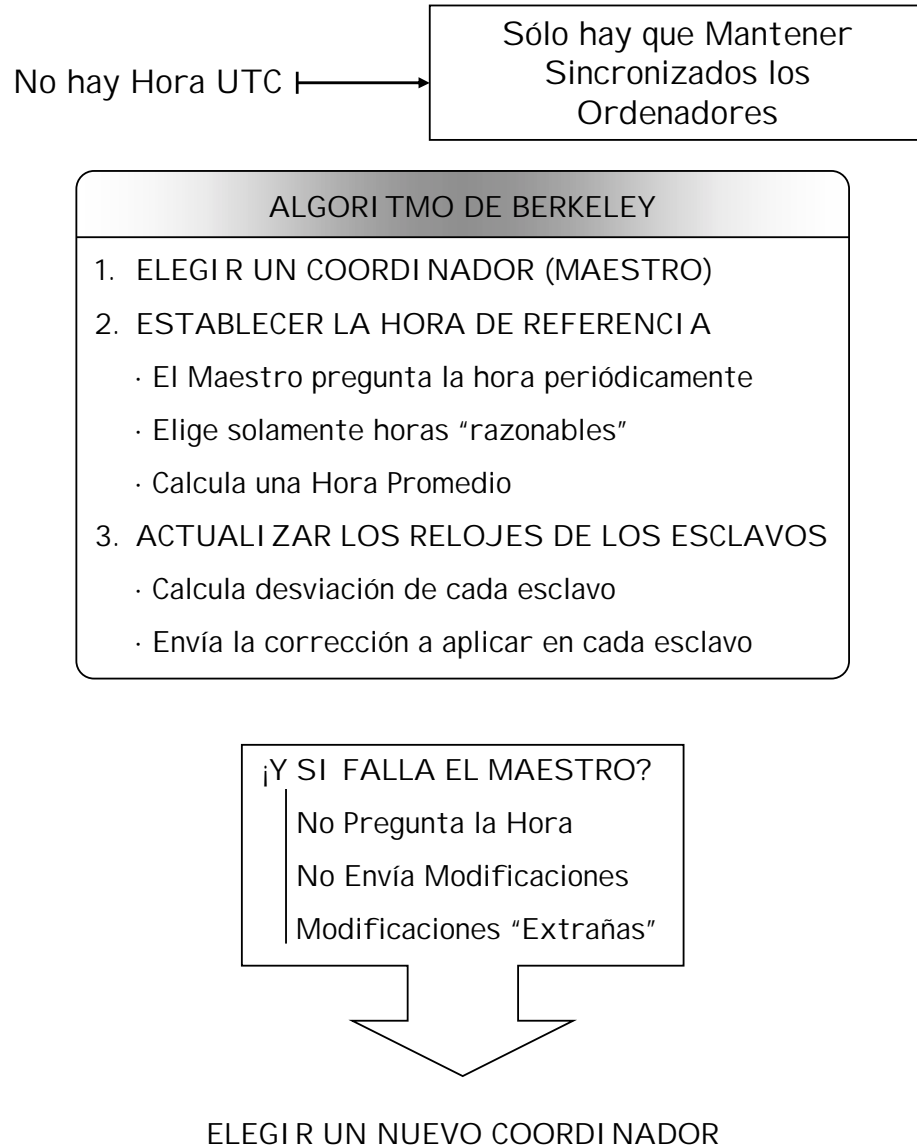 No hay Hora UTC
Sólo hay que Mantener
Sincronizados los
Ordenadores
ALGORITMO DE BERKELEY
1. ELEGIR UN COORDINADOR (MAESTRO)
2. ESTABLECER LA HORA DE REFERENCIA
· El Maestro pregunta la hora periódicamente
· Elige solamente horas “razonables”
· Calcula una Hora Promedio
3. ACTUALIZAR LOS RELOJES DE LOS ESCLAVOS
· Calcula desviación de cada esclavo
· Envía la corrección a aplicar en cada esclavo
¡Y SI FALLA EL MAESTRO?
No Pregunta la Hora
No Envía Modificaciones
Modificaciones “Extrañas”
ELEGIR UN NUEVO COORDINADOR